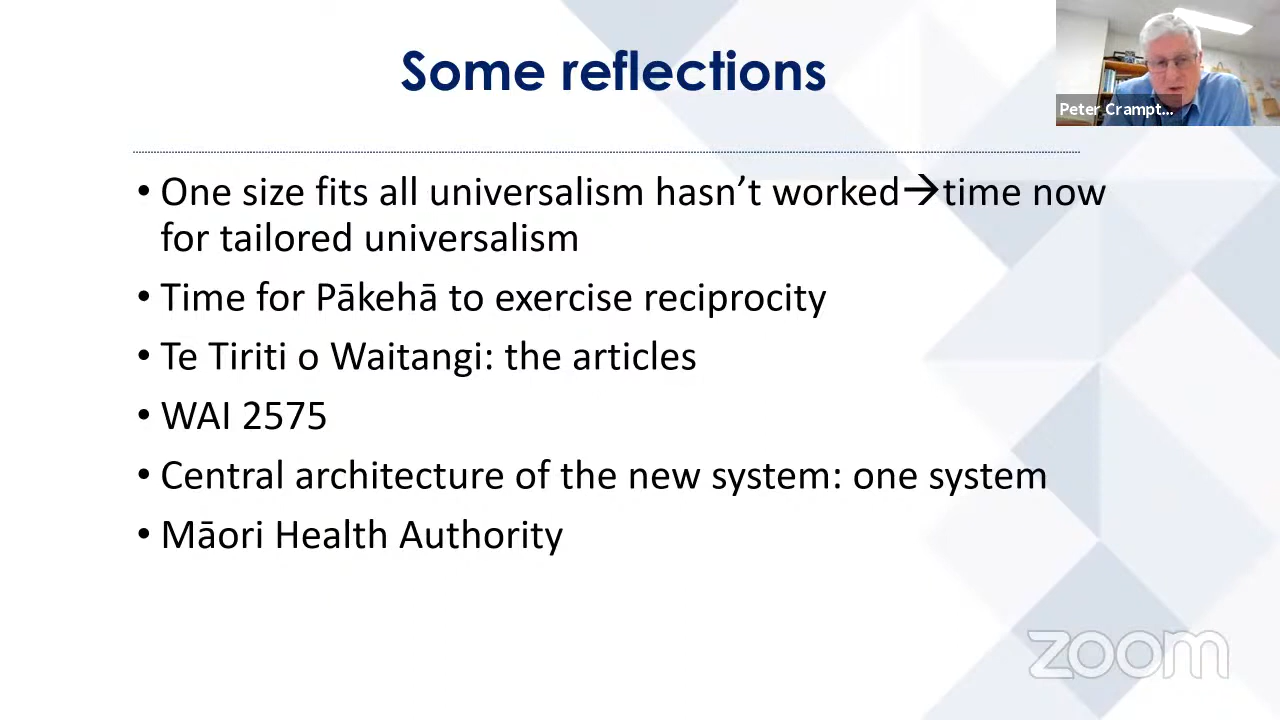 Some reflections
Peter Crampt...
• One size fits all universalism hasn’t worked→time now
for tailored universalism
• Time for Pākehā to exercise reciprocity
• Te Tiriti o Waitangi: the articles
• WAI 2575
• Central architecture of the new system: one system
• Māori Health Authority
zoom